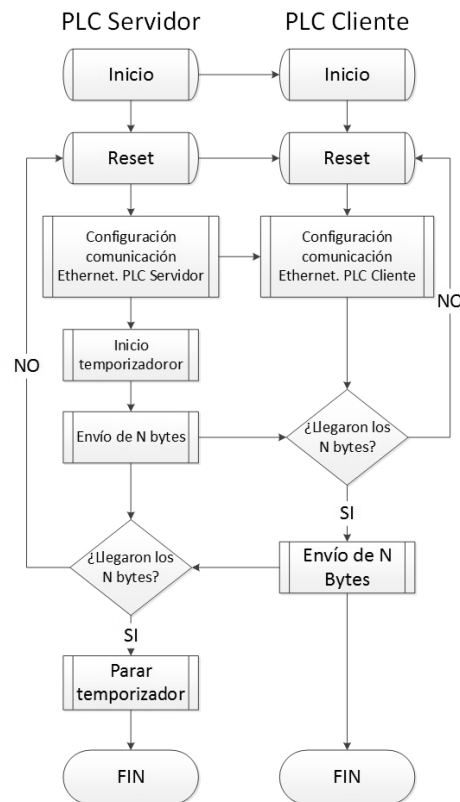 PLC Servidor
PLC Cliente
Inicio
Inicio
Reset
Reset
Configuración
comunicación
Ethernet. PLC Servidor
Configuración
comunicación
Ethernet. PLC Cliente
NO
NO
Inicio
temporizadoror
Envío de N bytes
¿Llegaron los
N bytes?
SI
¿Llegaron los
N bytes?
Envío de N
Bytes
SI
Parar
temporizador
FIN
FIN